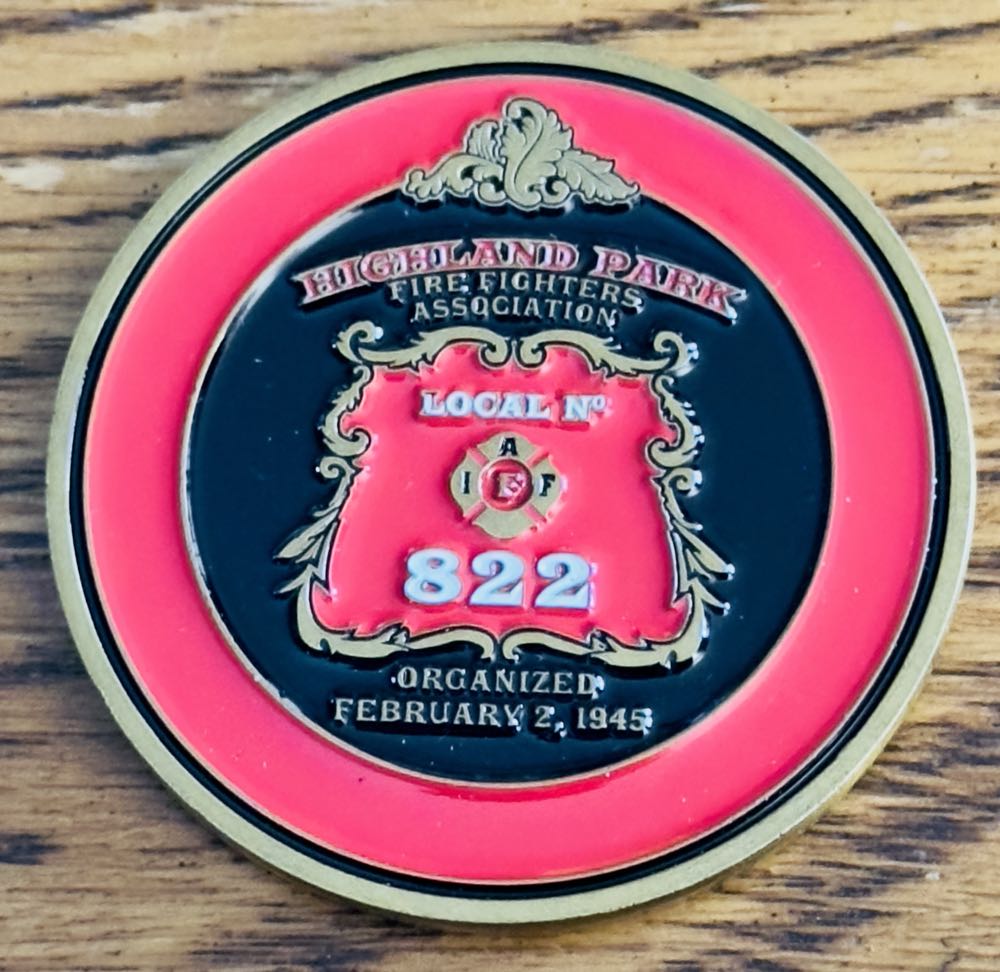 HIGHLAND PARK
FIRE FIGHTERS
ASSOCIATION
LOCAL Nº
A
I F F
822
ORGANIZED
FEBRUARY 2, 1945